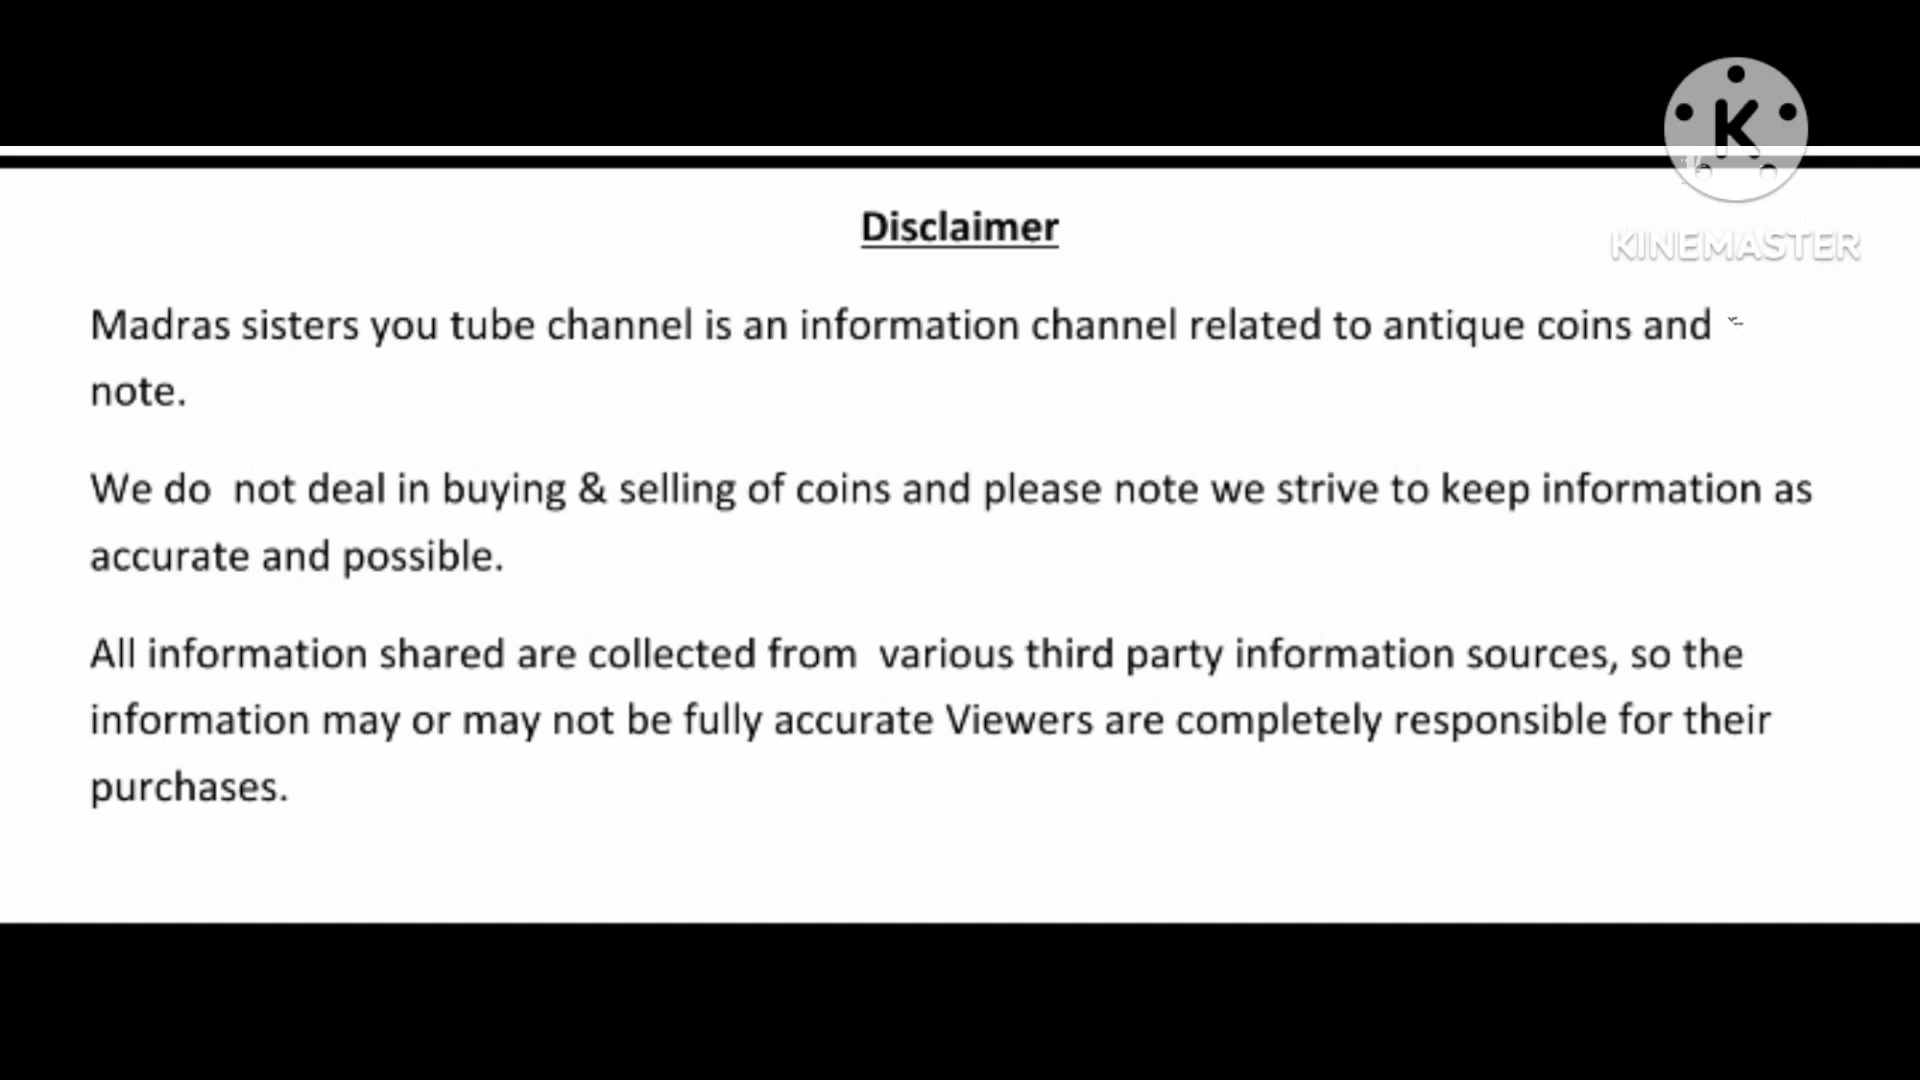 K
KINEMASTER
Disclaimer
Madras sisters you tube channel is an information channel related to antique coins and
note.
We do  not deal in buying & selling of coins and please note we strive to keep information as
accurate and possible.
All information shared are collected from  various third party information sources, so the
information may or may not be fully accurate Viewers are completely responsible for their
purchases.